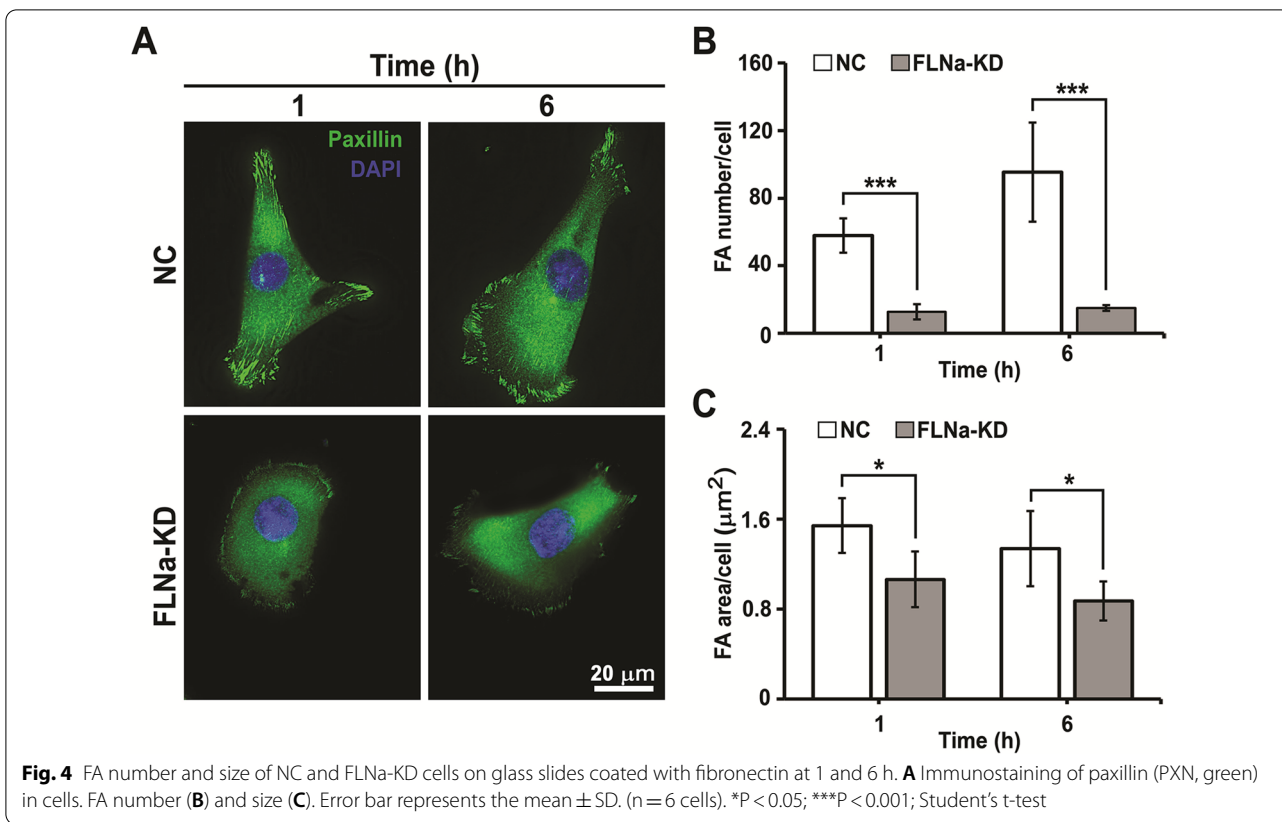 A
Time (h)
1 6
Paxillin
DAPI
NC
FLNa-KD
20 μm
B
NC FLNa-KD
FA number/cell
160
120
80
40
0
*** ***
1 6
Time (h)
C
NC FLNa-KD
FA area/cell (μm²)
2.4
1.6
0.8
0
* *
1 6
Time (h)
Fig. 4 FA number and size of NC and FLNa-KD cells on glass slides coated with fibronectin at 1 and 6 h. A Immunostaining of paxillin (PXN, green)
in cells. FA number (B) and size (C). Error bar represents the mean ± SD. (n = 6 cells). *P < 0.05; ***P < 0.001; Student's t-test